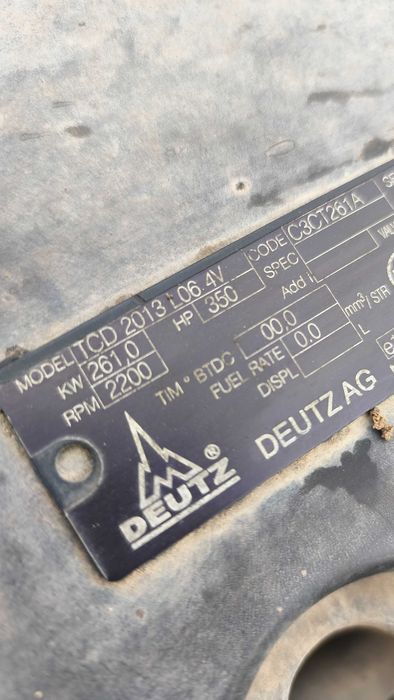 MODEL TCD 2013 L06 4V CODE C3CT261A
KW 261,0 HP 350 SPEC
RPM 2200 Add i
TIM ° BTDC 00,0
FUEL RATE 0.0 mm³/STR
DISPL L
DEUTZ ® DEUTZ AG